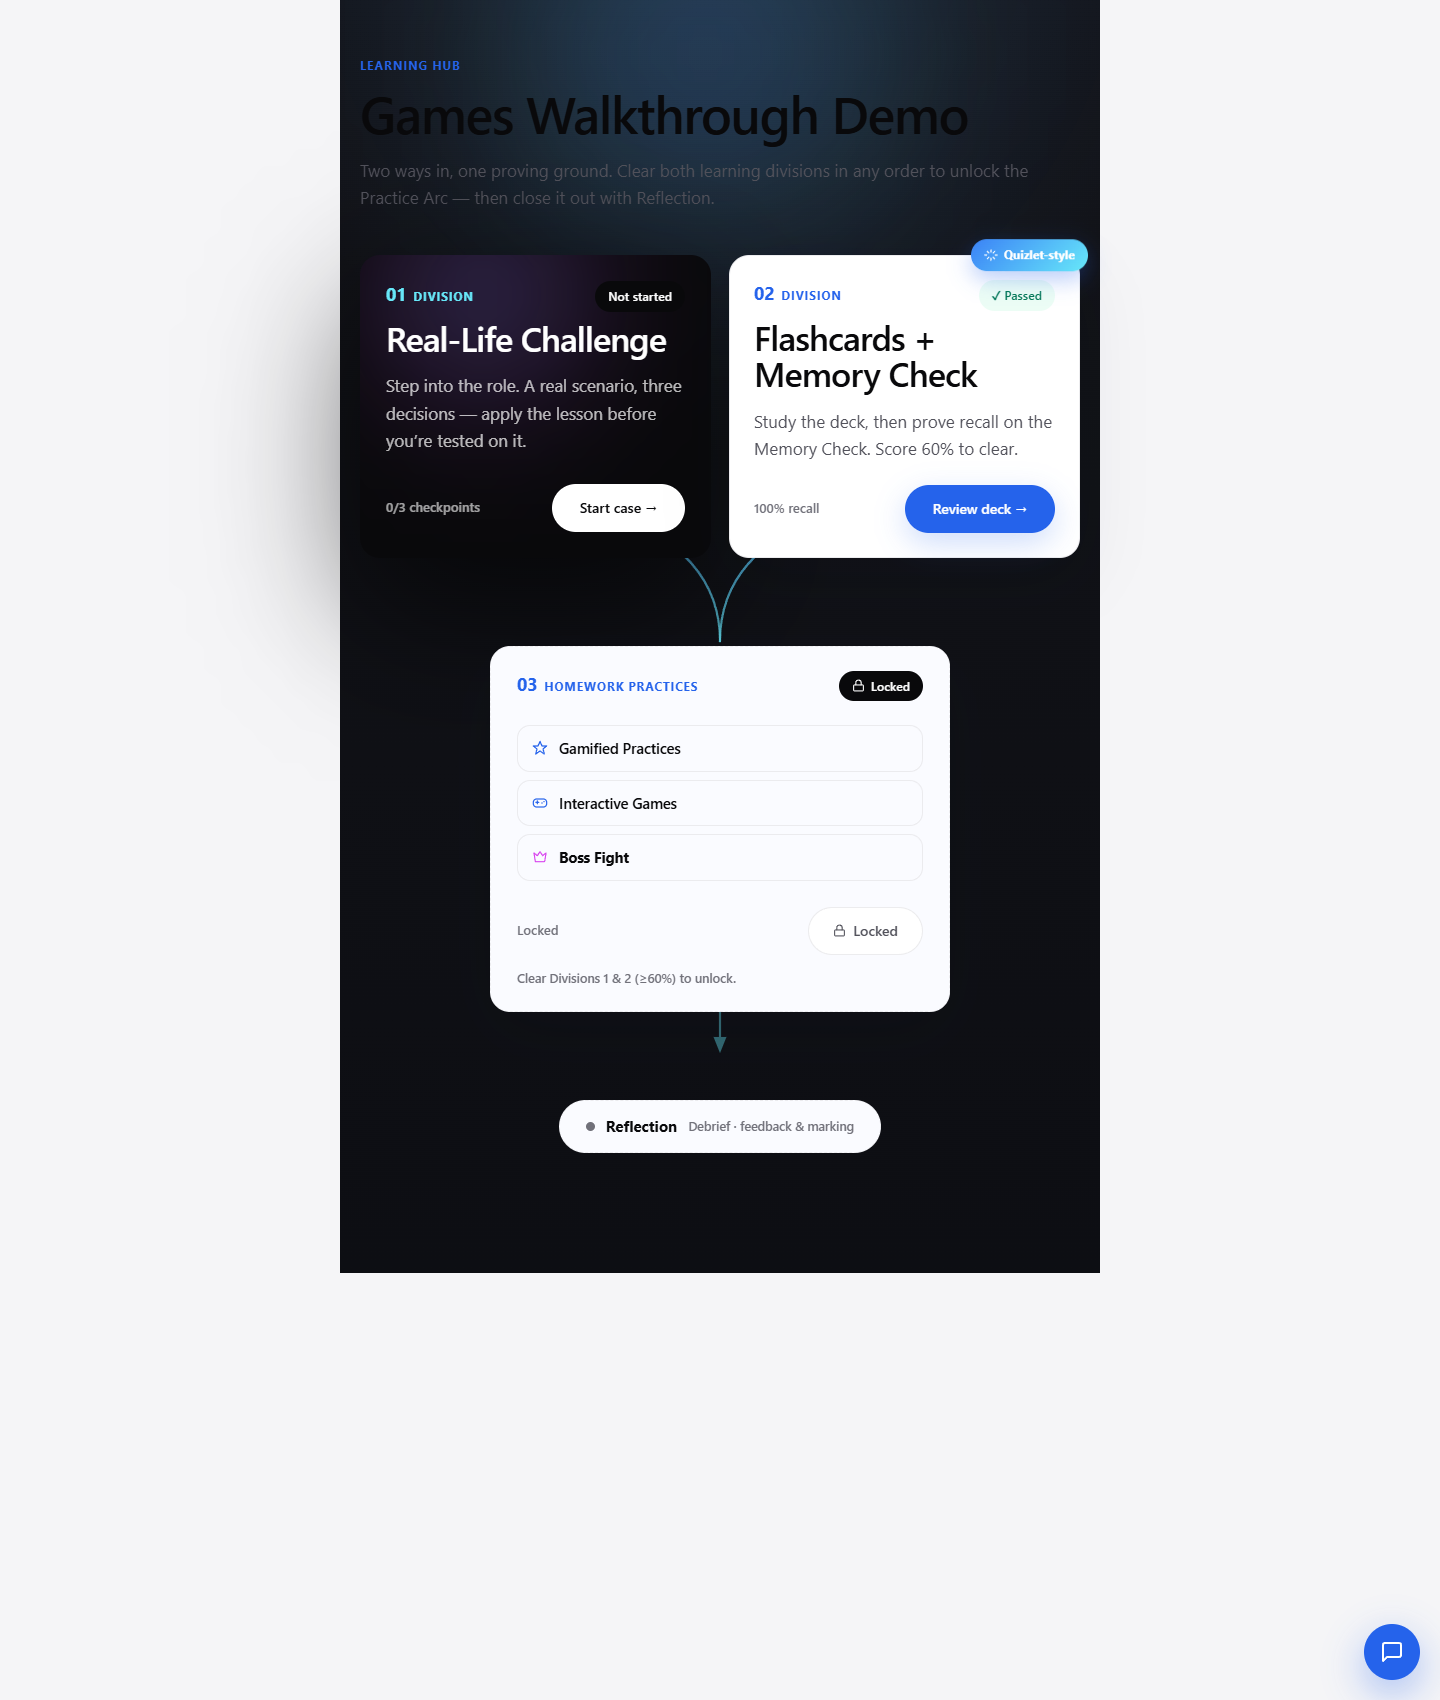 LEARNING HUB
Games Walkthrough Demo
Two ways in, one proving ground. Clear both learning divisions in any order to unlock the
Practice Arc — then close it out with Reflection.
01 DIVISION
Not started
Real-Life Challenge
Step into the role. A real scenario, three
decisions — apply the lesson before
you’re tested on it.
0/3 checkpoints
Start case →
Quizlet-style
02 DIVISION
✓ Passed
Flashcards +
Memory Check
Study the deck, then prove recall on the
Memory Check. Score 60% to clear.
100% recall
Review deck →
03 HOMEWORK PRACTICES
Locked
Gamified Practices
Interactive Games
Boss Fight
Locked
Locked
Clear Divisions 1 & 2 (≥60%) to unlock.
Reflection Debrief · feedback & marking